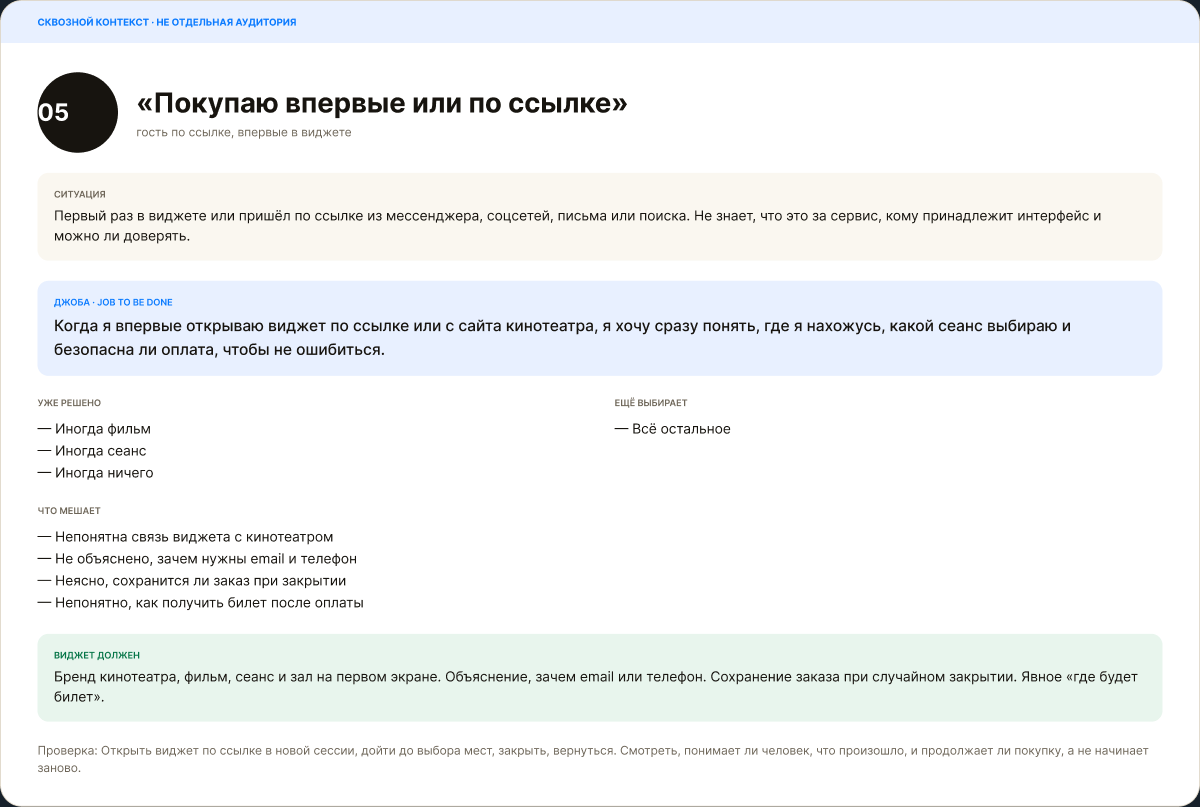 СКВОЗНОЙ КОНТЕКСТ · НЕ ОТДЕЛЬНАЯ АУДИТОРИЯ
05
«Покупаю впервые или по ссылке»
гость по ссылке, впервые в виджете
СИТУАЦИЯ
Первый раз в виджете или пришёл по ссылке из мессенджера, соцсетей, письма или поиска. Не знает, что это за сервис, кому принадлежит интерфейс и
можно ли доверять.
ДЖОБА · JOB TO BE DONE
Когда я впервые открываю виджет по ссылке или с сайта кинотеатра, я хочу сразу понять, где я нахожусь, какой сеанс выбираю и
безопасна ли оплата, чтобы не ошибиться.
УЖЕ РЕШЕНО
— Иногда фильм
— Иногда сеанс
— Иногда ничего
ЕЩЁ ВЫБИРАЕТ
— Всё остальное
ЧТО МЕШАЕТ
— Непонятна связь виджета с кинотеатром
— Не объяснено, зачем нужны email и телефон
— Неясно, сохранится ли заказ при закрытии
— Непонятно, как получить билет после оплаты
ВИДЖЕТ ДОЛЖЕН
Бренд кинотеатра, фильм, сеанс и зал на первом экране. Объяснение, зачем email или телефон. Сохранение заказа при случайном закрытии. Явное «где будет
билет».
Проверка: Открыть виджет по ссылке в новой сессии, дойти до выбора мест, закрыть, вернуться. Смотреть, понимает ли человек, что произошло, и продолжает ли покупку, а не начинает
заново.